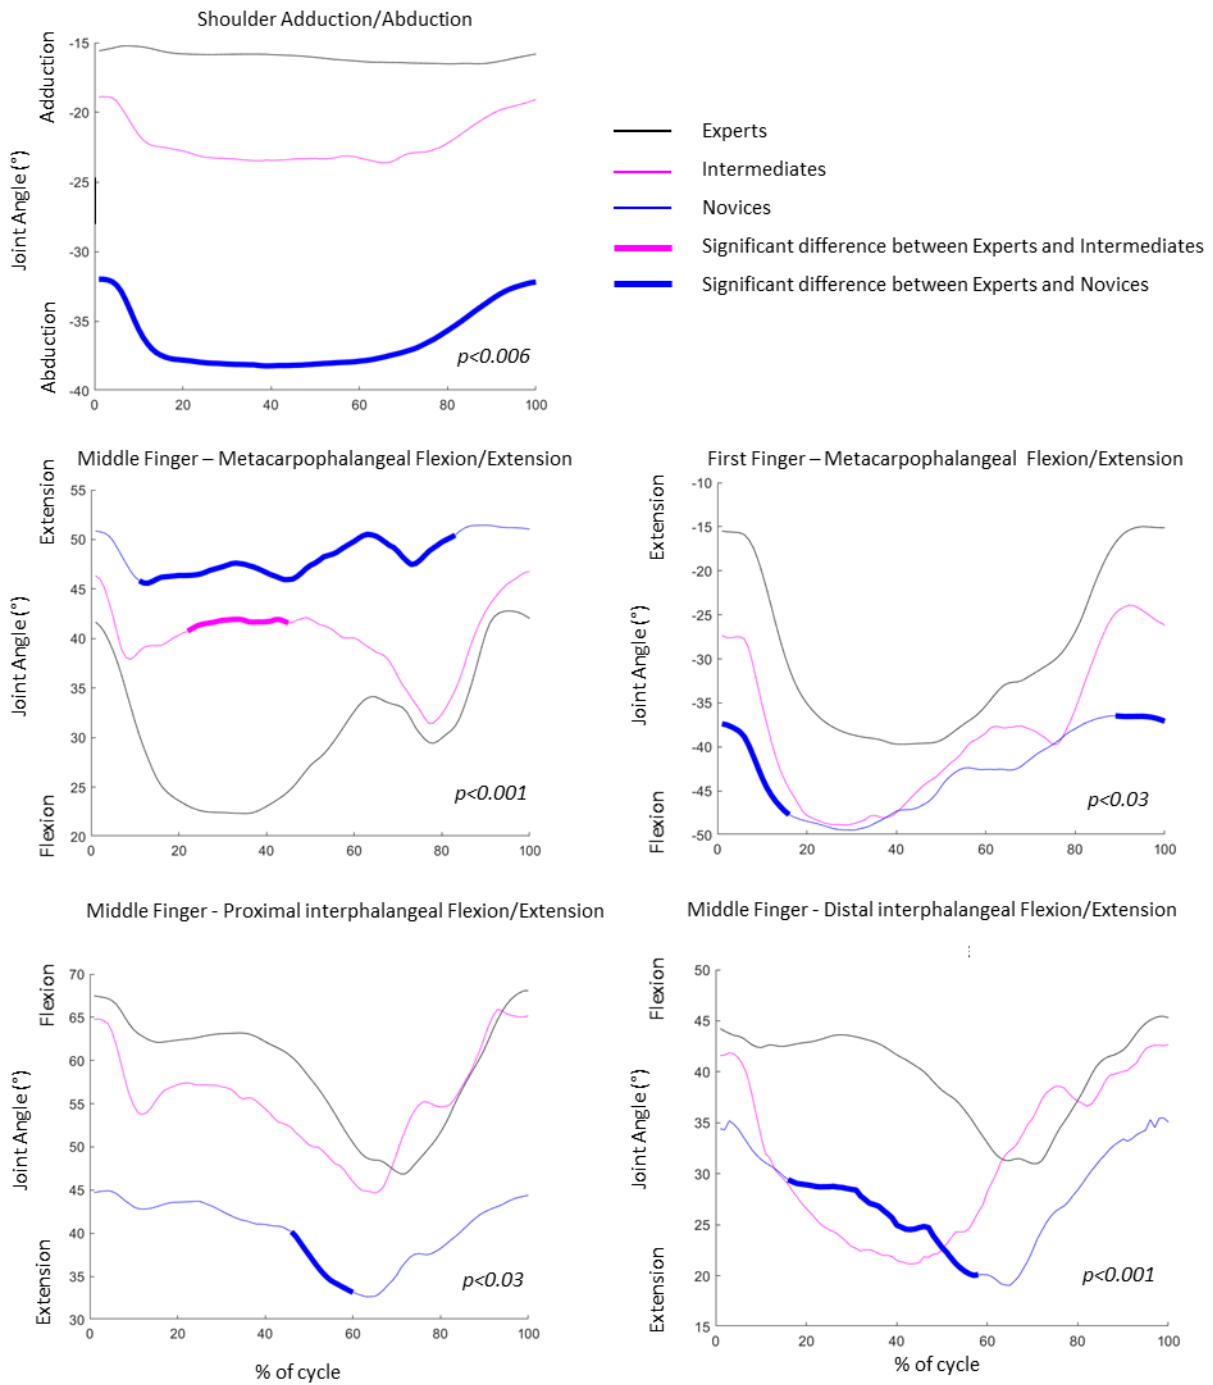 Shoulder Adduction/Abduction
Adduction
Joint Angle (°)
Abduction
-15
-20
-25
-30
-35
-40
0 20 40 60 80 100
p<0.006
Experts
Intermediates
Novices
Significant difference between Experts and Intermediates
Significant difference between Experts and Novices
Middle Finger – Metacarpophalangeal Flexion/Extension
Extension
Joint Angle (°)
Flexion
55
50
45
40
35
30
25
20
0 20 40 60 80 100
p<0.001
First Finger – Metacarpophalangeal Flexion/Extension
Extension
Joint Angle (°)
Flexion
-10
-15
-20
-25
-30
-35
-40
-45
-50
0 20 40 60 80 100
p<0.03
Middle Finger - Proximal interphalangeal Flexion/Extension
Flexion
Joint Angle (°)
Extension
70
65
60
55
50
45
40
35
30
0 20 40 60 80 100
p<0.03
% of cycle
Middle Finger - Distal interphalangeal Flexion/Extension
Flexion
Joint Angle (°)
Extension
50
45
40
35
30
25
20
15
0 20 40 60 80 100
p<0.001
% of cycle